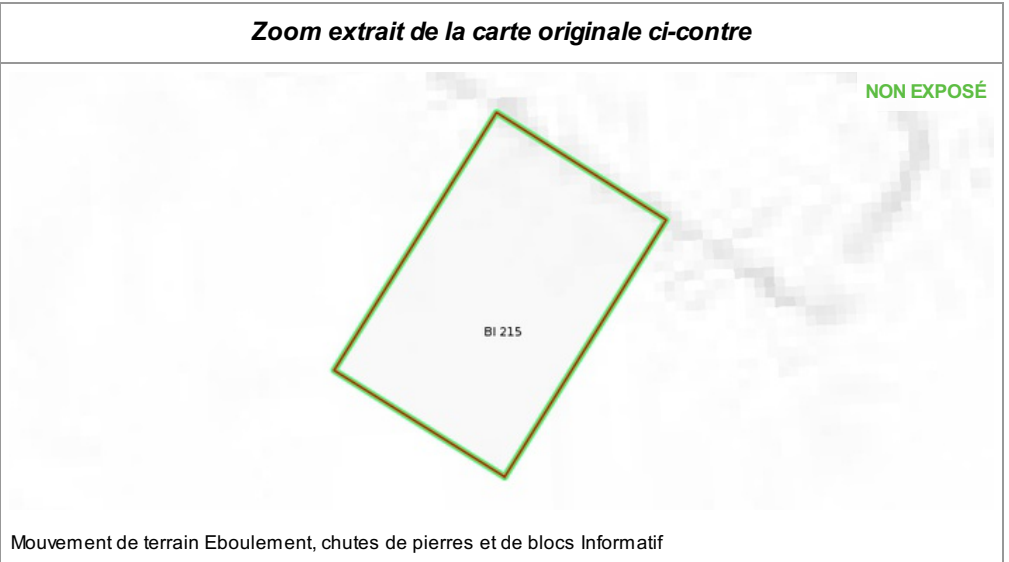 Zoom extrait de la carte originale ci-contre
NON EXPOSÉ
BI 215
Mouvement de terrain Eboulement, chutes de pierres et de blocs Informatif